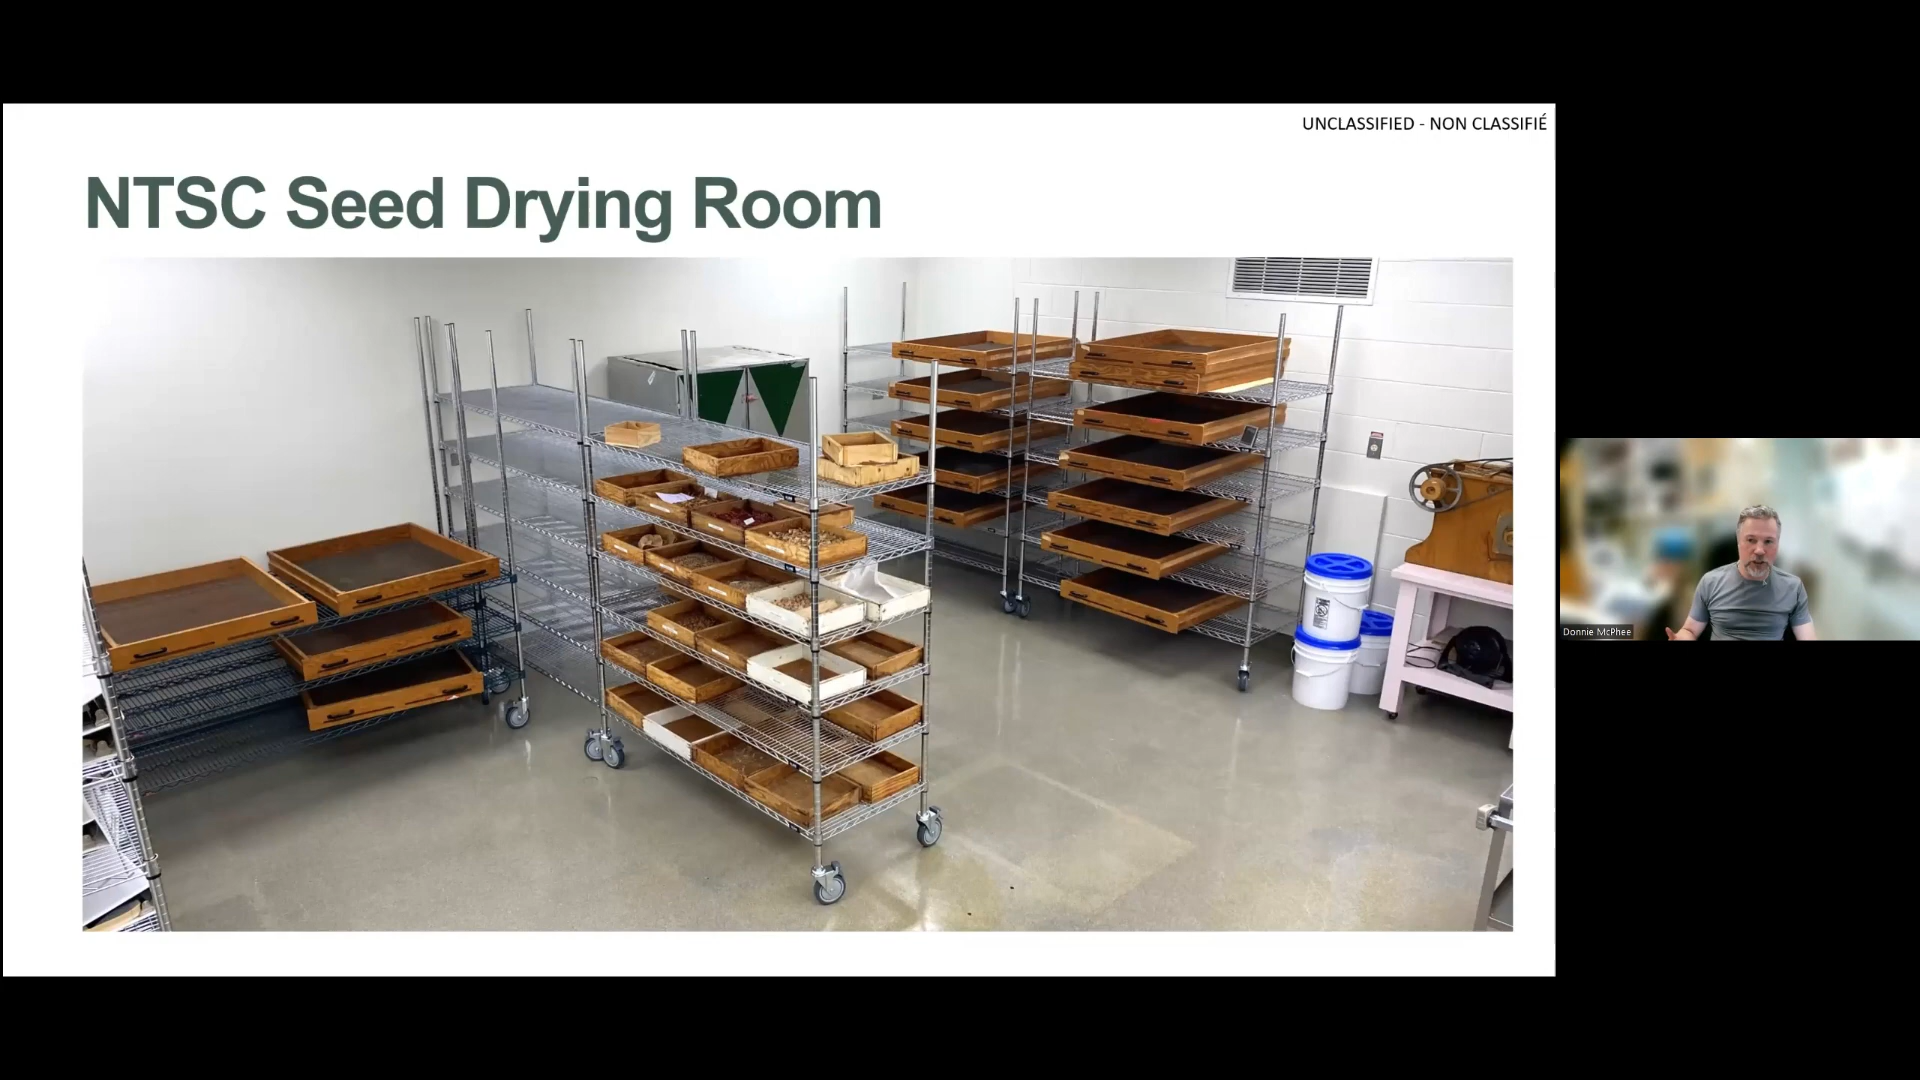 UNCLASSIFIED - NON CLASSIFIÉ
NTSC Seed Drying Room
Donnie McPhee